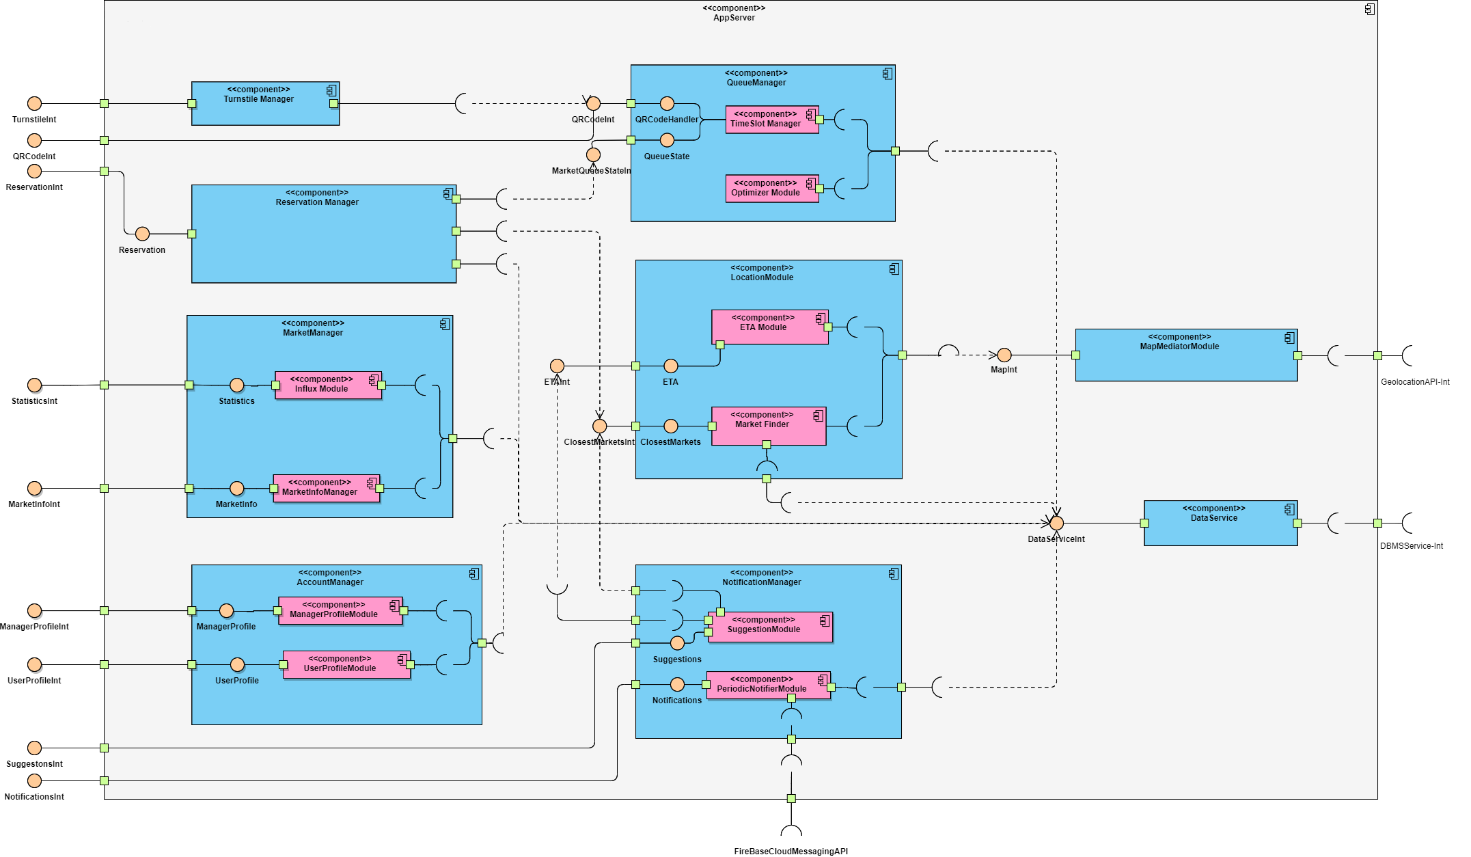 <<component>>
AppServer
<<component>>
Turnstile Manager
TurnstileInt
QRCodeInt
ReservationInt
<<component>>
QueueManager
QRCodeInt
QRCodeHandler
<<component>>
TimeSlot Manager
QueueState
MarketQueueStateIn
<<component>>
Optimizer Module
<<component>>
Reservation Manager
Reservation
<<component>>
LocationModule
<<component>>
ETA Module
ETAInt
ETA
<<component>>
Market Finder
ClosestMarketsInt
ClosestMarkets
MapInt
<<component>>
MapMediatorModule
GeolocationAPI-Int
<<component>>
MarketManager
<<component>>
Influx Module
StatisticsInt
Statistics
<<component>>
MarketInfoManager
MarketInfoInt
MarketInfo
<<component>>
DataService
DataServiceInt
DBMSService-Int
<<component>>
AccountManager
<<component>>
ManagerProfileModule
ManagerProfileInt
ManagerProfile
<<component>>
UserProfileModule
UserProfileInt
UserProfile
<<component>>
NotificationManager
<<component>>
SuggestionModule
Suggestions
<<component>>
PeriodicNotifierModule
Notifications
SuggestonsInt
NotificationsInt
FireBaseCloudMessagingAPI